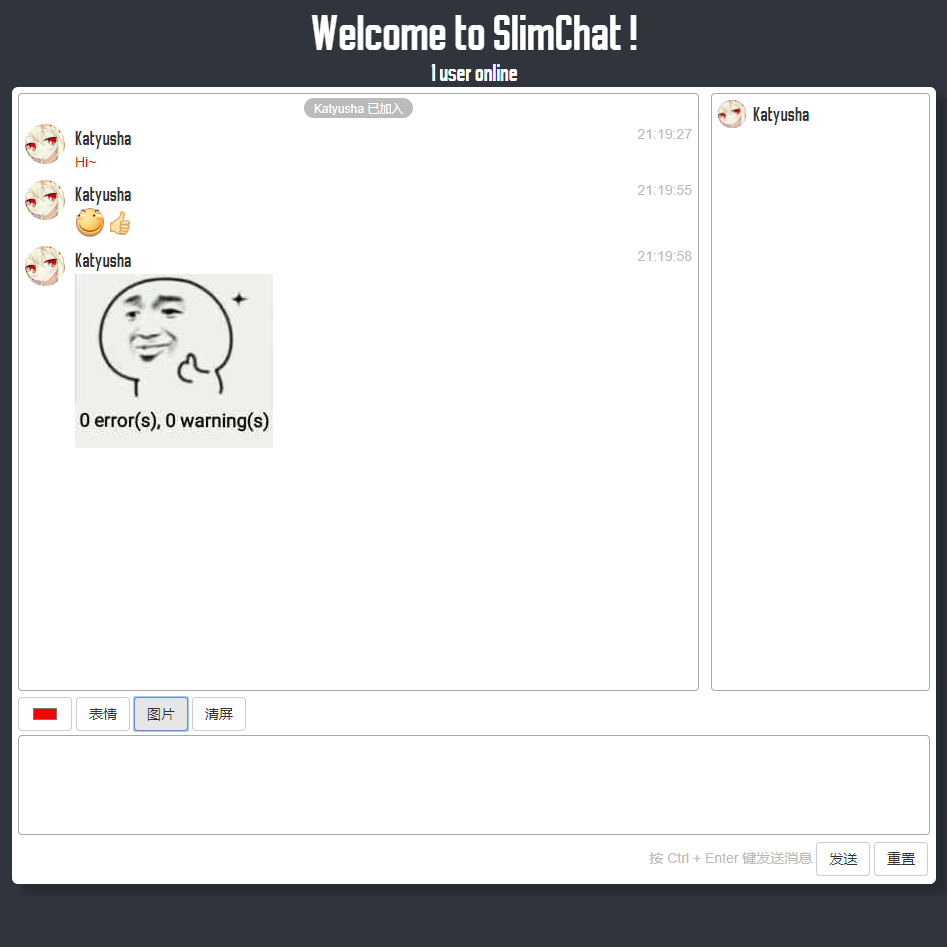 Welcome to SlimChat !
1 user online
Katyusha 已加入
Katyusha 21:19:27
Hi~
Katyusha 21:19:55
Katyusha 21:19:58
0 error(s), 0 warning(s)
Katyusha
表情 图片 清屏
按 Ctrl + Enter 键发送消息 发送 重置